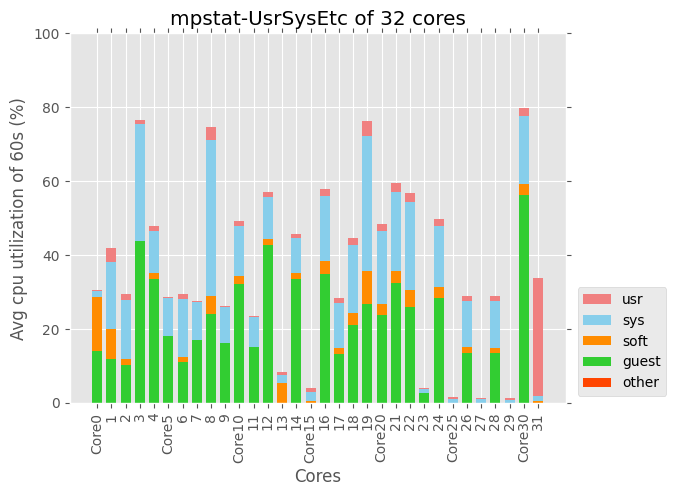 mpstat-UsrSysEtc of 32 cores
Avg cpu utilization of 60s (%)
100
80
60
40
20
0
Core0
1
2
3
4
Core5
6
7
8
9
Core10
11
12
13
14
Core15
16
17
18
19
Core20
21
22
23
24
Core25
26
27
28
29
Core30
31
Cores
usr
sys
soft
guest
other